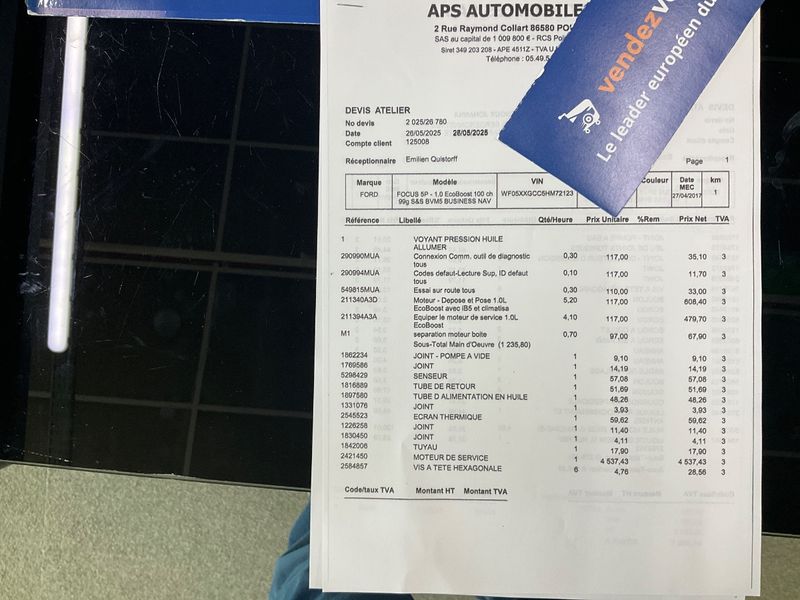 APS AUTOMOBILE
2 Rue Raymond Collart 86580
SAS au capital de 1 009 800 € - RCS
Siret 349 203 208 - APE 4511Z - TVA
Téléphone : 05.49.5
vendezv
Le leader européen du
DEVIS ATELIER
No devis 2 025/26 780
Date 26/05/2025 26/05/2025
Compte client 125008
Réceptionnaire Emilien Quistorff
Page 1
Marque Modèle VIN Couleur Date MEC km
FORD FOCUS 5P - 1.0 EcoBoost 100 ch 99g S&S BVM5 BUSINESS NAV WF05XXGCC5HM72123 27/04/2017 1
Référence Libellé Qté/Heure Prix Unitaire %Rem Prix Net TVA
1 VOYANT PRESSION HUILE
ALLUMER
290990MUA Connexion Comm. outil de diagnostic 0,30 117,00 35,10 3
tous
290994MUA Codes defaut-Lecture Sup, ID defaut 0,10 117,00 11,70 3
tous
549815MUA Essai sur route tous 0,30 110,00 33,00 3
211340A3D Moteur - Depose et Pose 1.0L 5,20 117,00 608,40 3
EcoBoost avec iB5 et climatisa
211394A3A Equiper le moteur de service 1.0L 4,10 117,00 479,70 3
EcoBoost
M1 separation moteur boite 0,70 97,00 67,90 3
Sous-Total Main d'Oeuvre (1 235,80)
1862234 JOINT - POMPE A VIDE 1 9,10 9,10 3
1769586 JOINT 1 14,19 14,19 3
5298429 SENSEUR 1 57,08 57,08 3
1816889 TUBE DE RETOUR 1 51,69 51,69 3
1897580 TUBE D ALIMENTATION EN HUILE 1 48,26 48,26 3
1331076 JOINT 1 3,93 3,93 3
2545523 ECRAN THERMIQUE 1 59,62 59,62 3
1226258 JOINT 1 11,40 11,40 3
1830450 JOINT 1 4,11 4,11 3
1842006 TUYAU 1 17,90 17,90 3
2421450 MOTEUR DE SERVICE 1 4 537,43 4 537,43 3
2584857 VIS A TETE HEXAGONALE 6 4,76 28,56 3
Code/taux TVA Montant HT Montant TVA